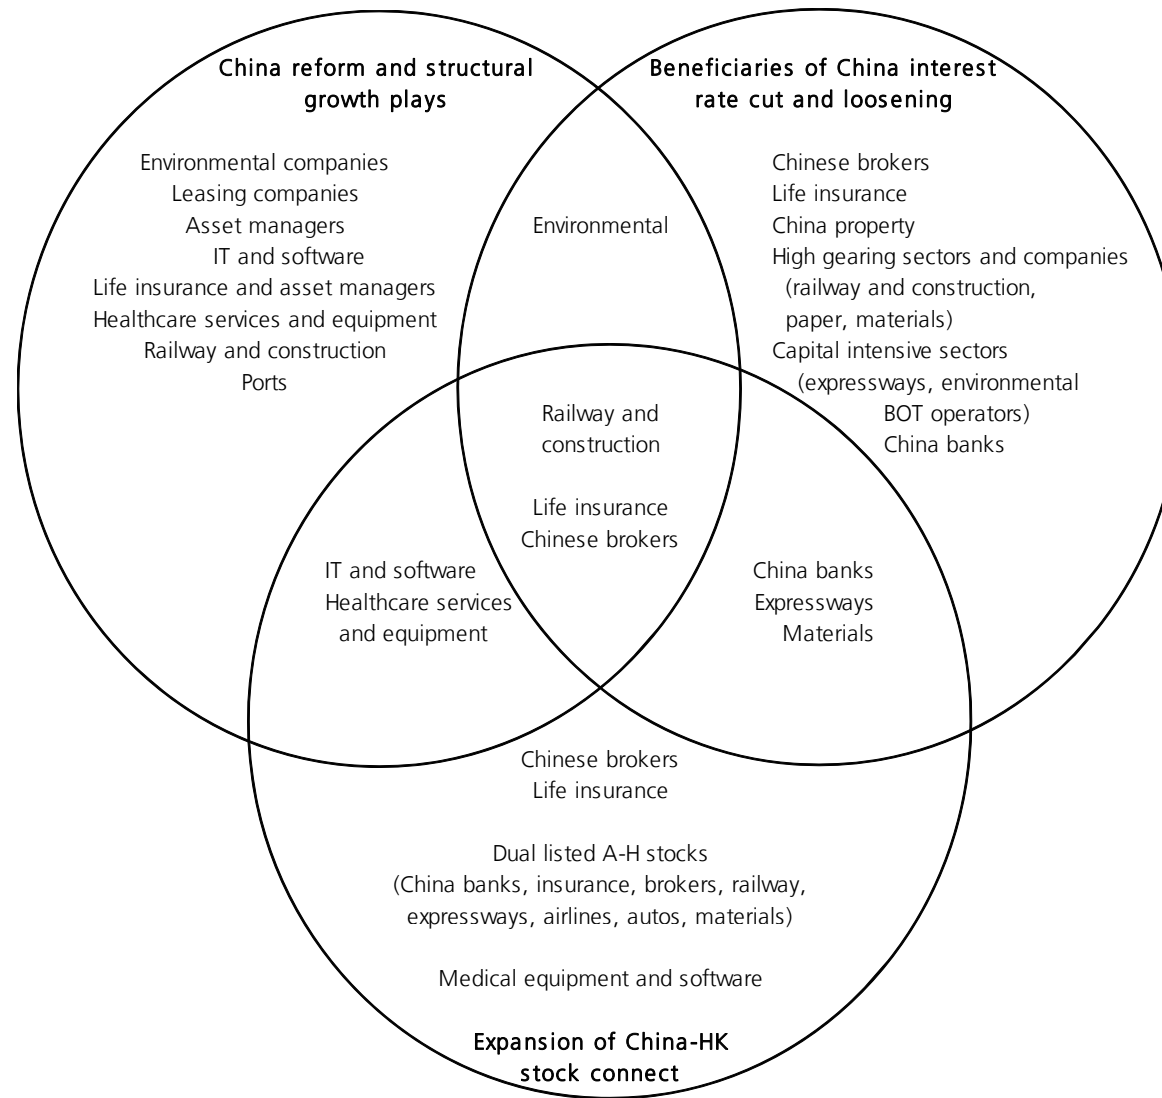 China reform and structural
growth plays
Environmental companies
Leasing companies
Asset managers
IT and software
Life insurance and asset managers
Healthcare services and equipment
Railway and construction
Ports
Beneficiaries of China interest
rate cut and loosening
Chinese brokers
Life insurance
China property
High gearing sectors and companies
(railway and construction,
paper, materials)
Capital intensive sectors
(expressways, environmental
BOT operators)
China banks
Environmental
Railway and
construction
Life insurance
Chinese brokers
IT and software
Healthcare services
and equipment
China banks
Expressways
Materials
Chinese brokers
Life insurance
Dual listed A-H stocks
(China banks, insurance, brokers, railway,
expressways, airlines, autos, materials)
Medical equipment and software
Expansion of China-HK
stock connect